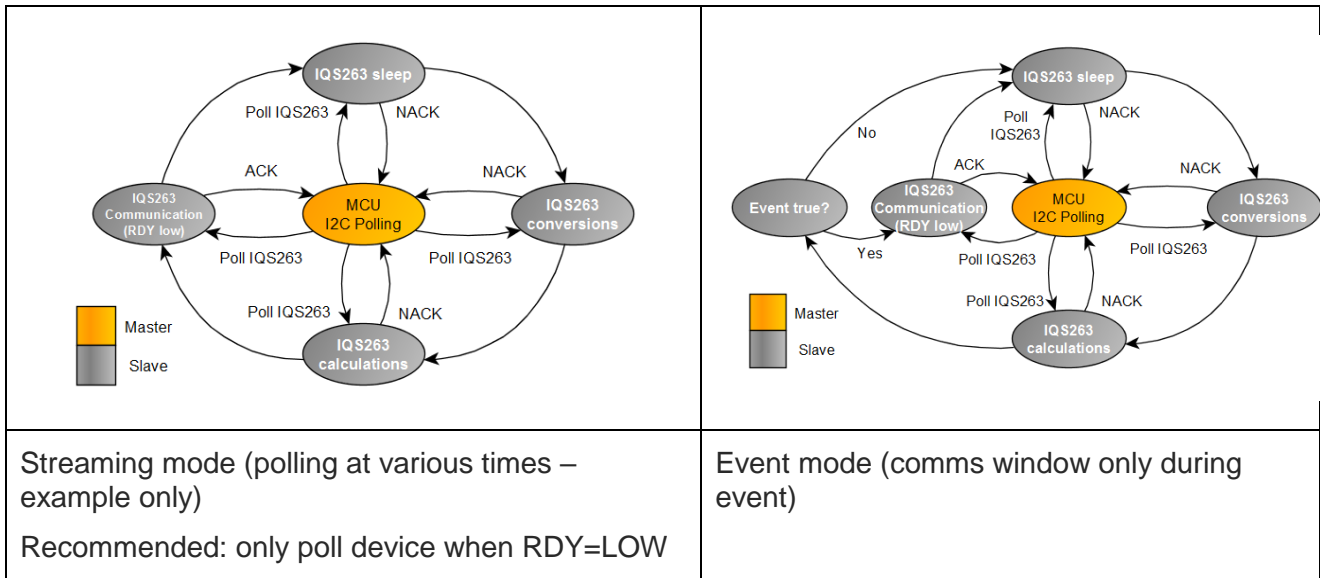 IQS263 sleep
Poll IQS263
NACK
ACK
NACK
IQS263
Communication
(RDY low)
MCU
I2C Polling
IQS263
conversions
Poll IQS263
Poll IQS263
Poll IQS263
NACK
Master
Slave
IQS263
calculations
Streaming mode (polling at various times –
example only)
Recommended: only poll device when RDY=LOW
IQS263 sleep
No
Poll
IQS263
NACK
ACK
NACK
Event true?
IQS263
Communication
(RDY low)
MCU
I2C Polling
IQS263
conversions
Yes
Poll IQS263
Poll IQS263
Poll IQS263
NACK
Master
Slave
IQS263
calculations
Event mode (comms window only during
event)